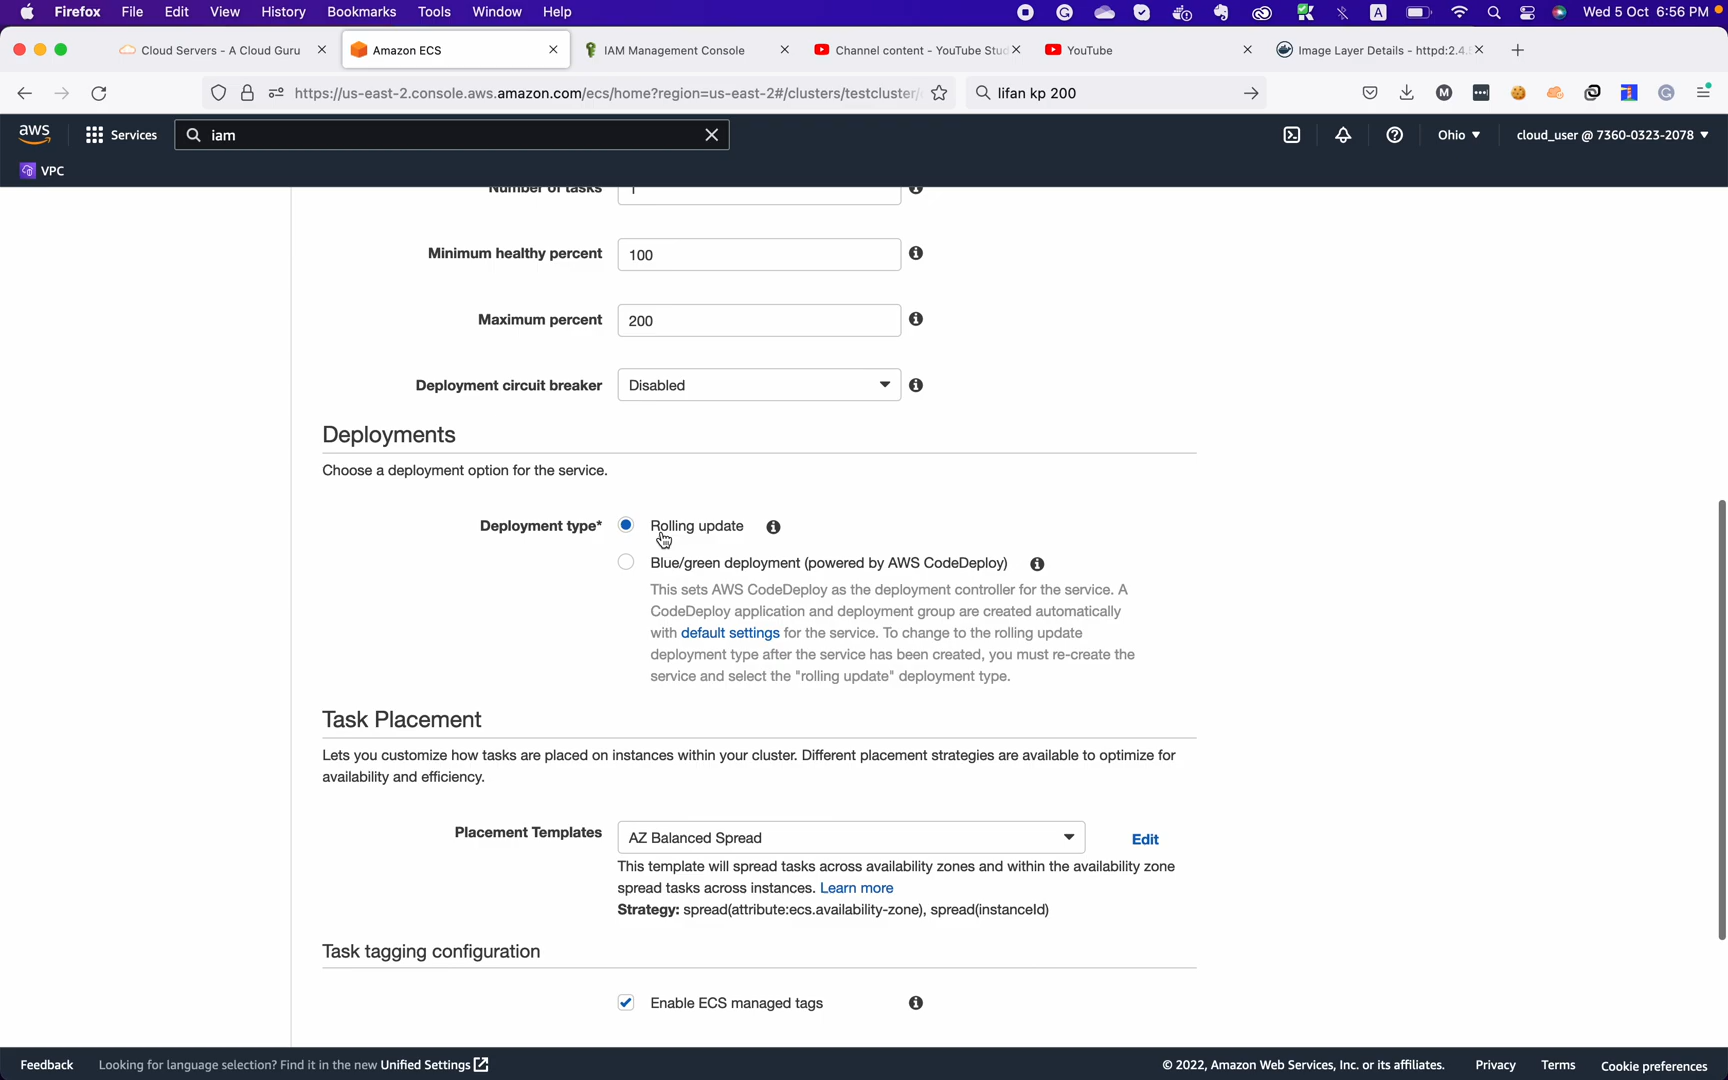 Firefox File Edit View History Bookmarks Tools Window Help
A Wed 5 Oct 6:56 PM
Cloud Servers - A Cloud Guru
Amazon ECS
IAM Management Console
Channel content - YouTube Stud
YouTube
Image Layer Details - httpd:2.4.
https://us-east-2.console.aws.amazon.com/ecs/home?region=us-east-2#/clusters/testcluster/
lifan kp 200
aws Services iam Ohio cloud_user @ 7360-0323-2078
VPC
Number of tasks 1
Minimum healthy percent 100
Maximum percent 200
Deployment circuit breaker Disabled
Deployments
Choose a deployment option for the service.
Deployment type* Rolling update
Blue/green deployment (powered by AWS CodeDeploy)
This sets AWS CodeDeploy as the deployment controller for the service. A
CodeDeploy application and deployment group are created automatically
with default settings for the service. To change to the rolling update
deployment type after the service has been created, you must re-create the
service and select the "rolling update" deployment type.
Task Placement
Lets you customize how tasks are placed on instances within your cluster. Different placement strategies are available to optimize for
availability and efficiency.
Placement Templates AZ Balanced Spread Edit
This template will spread tasks across availability zones and within the availability zone
spread tasks across instances. Learn more
Strategy: spread(attribute:ecs.availability-zone), spread(instanceId)
Task tagging configuration
Enable ECS managed tags
Feedback Looking for language selection? Find it in the new Unified Settings © 2022, Amazon Web Services, Inc. or its affiliates. Privacy Terms Cookie preferences